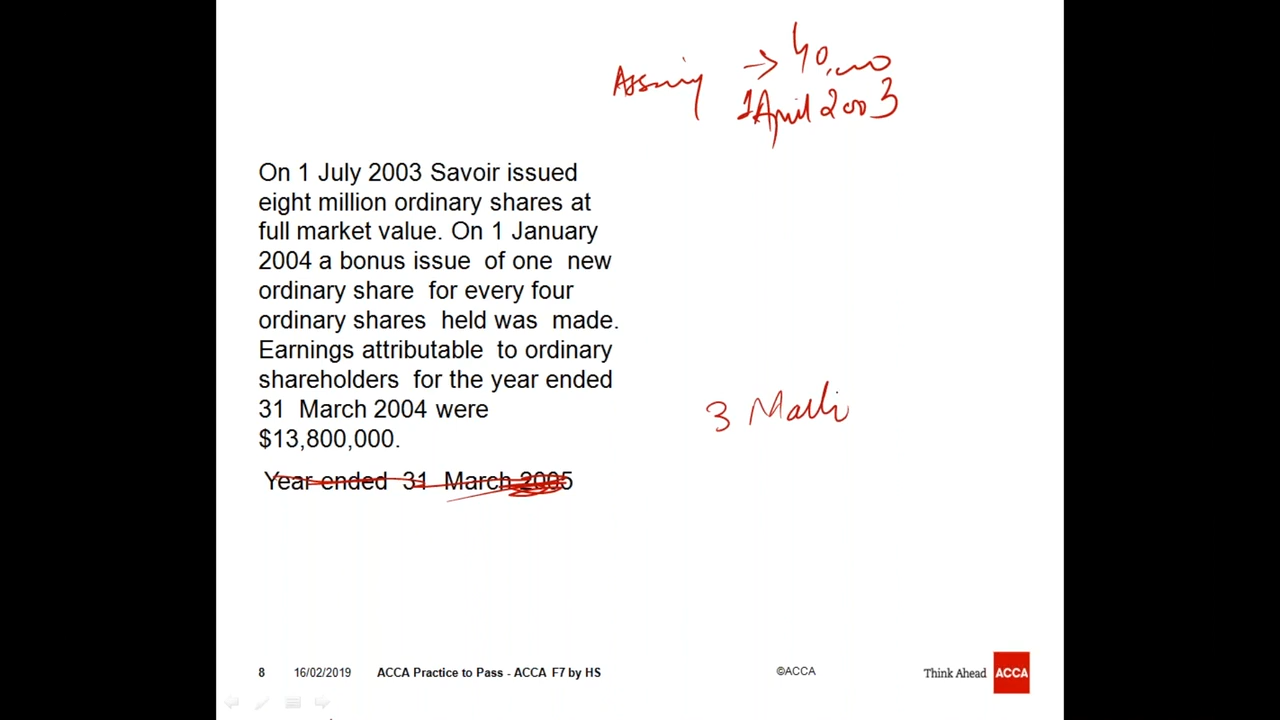 Assuming → 40,000
1 April 2003
On 1 July 2003 Savoir issued
eight million ordinary shares at
full market value. On 1 January
2004 a bonus issue of one new
ordinary share for every four
ordinary shares held was made.
Earnings attributable to ordinary
shareholders for the year ended
31 March 2004 were
$13,800,000.
3
Year ended 31 March 2005
8 16/02/2019 ACCA Practice to Pass - ACCA F7 by HS ©ACCA Think Ahead ACCA